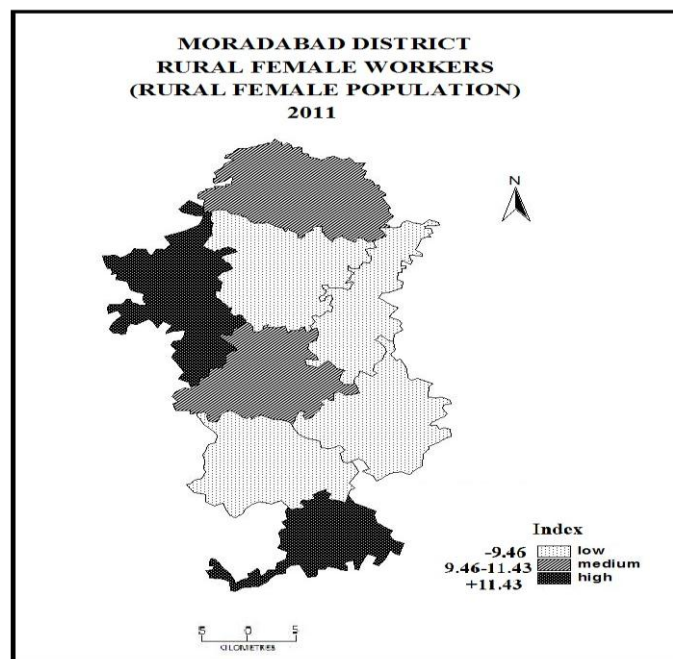 MORADABAD DISTRICT
RURAL FEMALE WORKERS
(RURAL FEMALE POPULATION)
2011
N
Index
-9.46 low
9.46-11.43 medium
+11.43 high
5 0 5
KILOMETRES